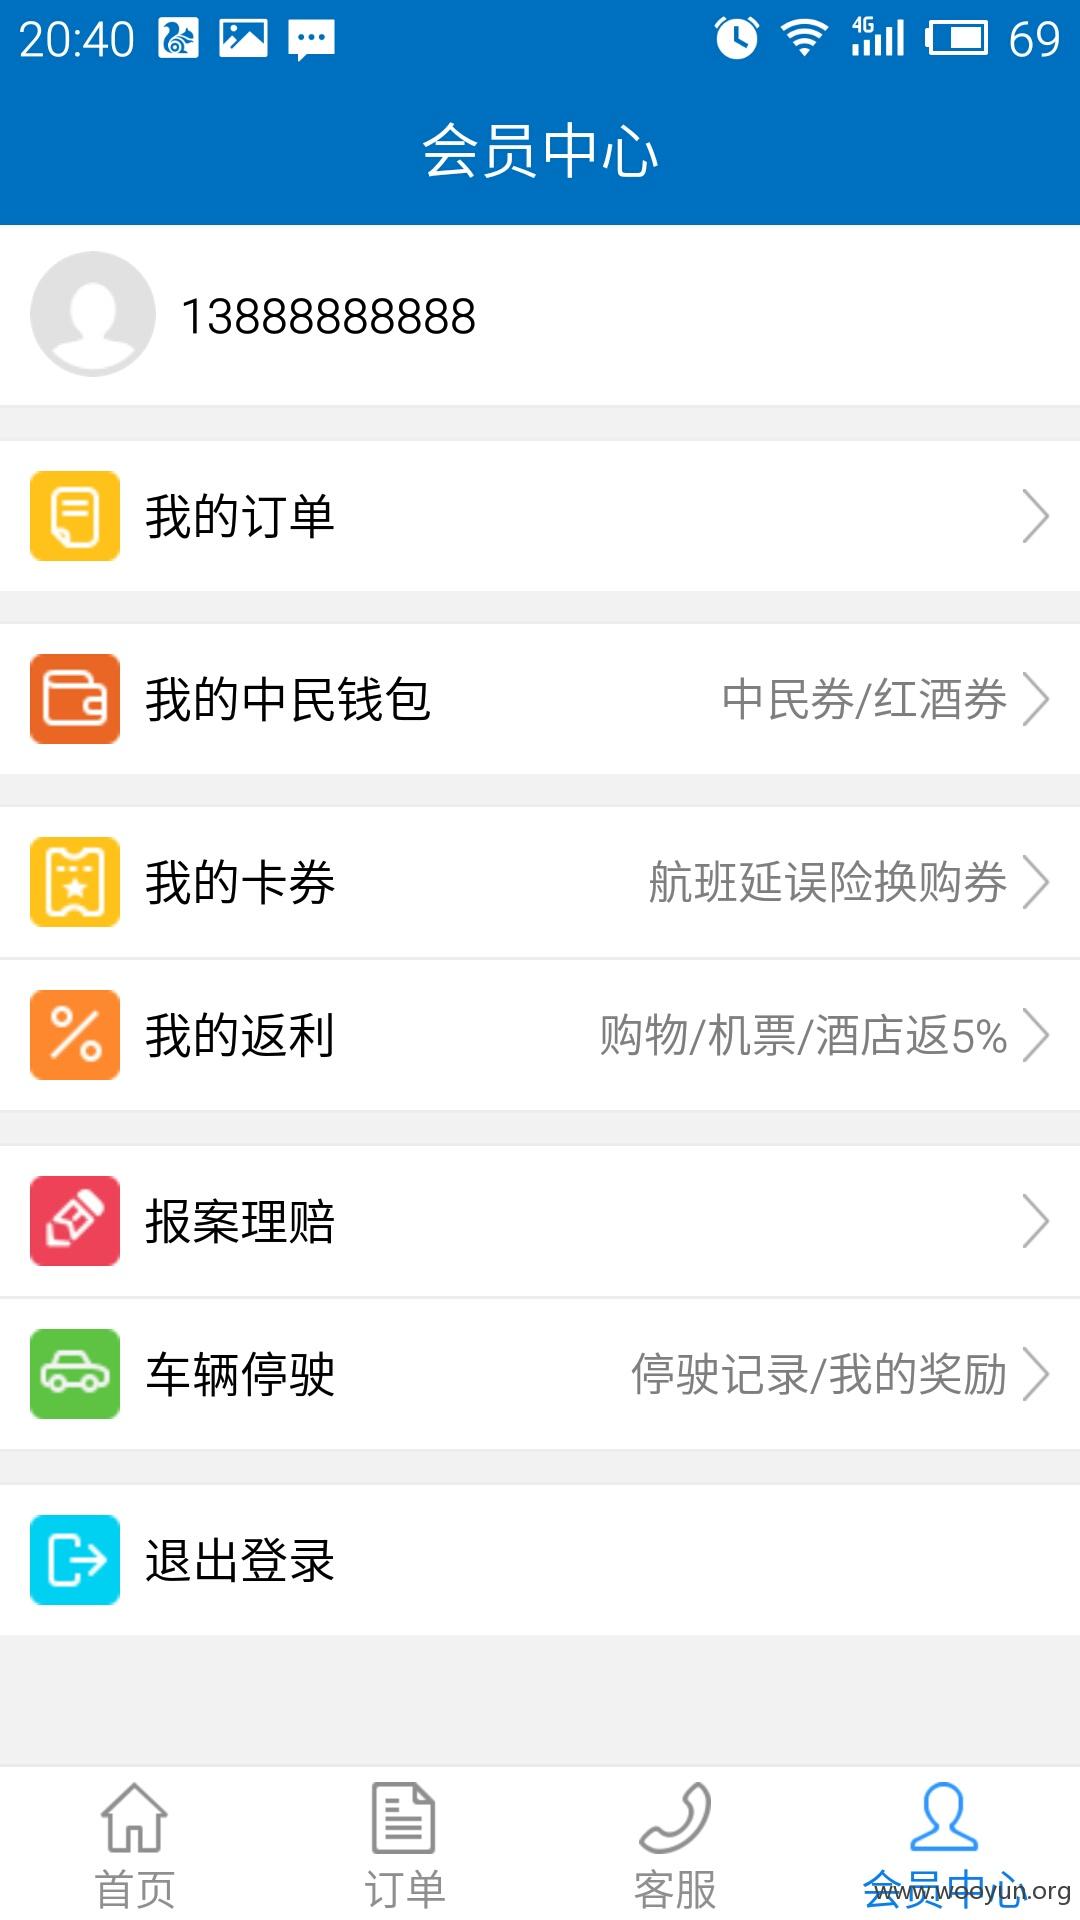 20:40 4G 69
会员中心
13888888888
我的订单
我的中民钱包 中民券/红酒券
我的卡券 航班延误险换购券
我的返利 购物/机票/酒店返5%
报案理赔
车辆停驶 停驶记录/我的奖励
退出登录
首页 订单 客服 会员中心
www.wooyun.org